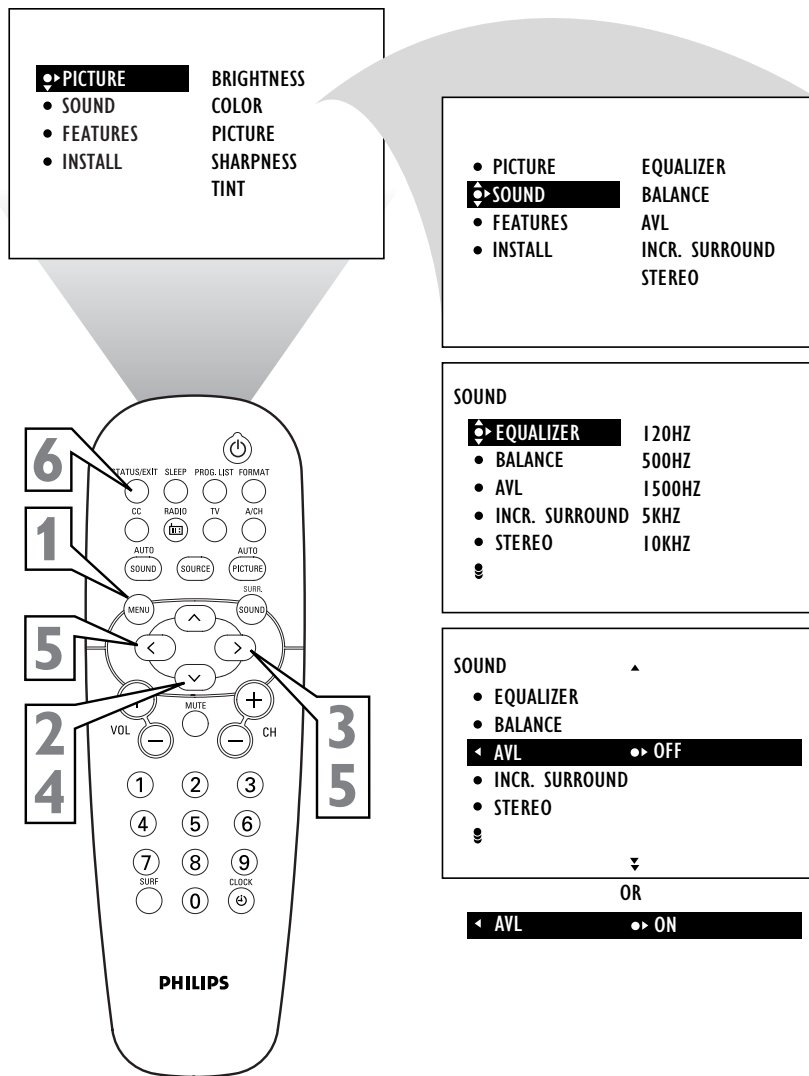 PICTURE BRIGHTNESS
SOUND COLOR
FEATURES PICTURE
INSTALL SHARPNESS
TINT
PICTURE EQUALIZER
SOUND BALANCE
FEATURES AVL
INSTALL INCR. SURROUND
STEREO
SOUND
EQUALIZER 120HZ
BALANCE 500HZ
AVL 1500HZ
INCR. SURROUND 5KHZ
STEREO 10KHZ
SOUND
EQUALIZER
BALANCE
AVL OFF
INCR. SURROUND
STEREO
OR
AVL ON
6
1
5
2
4
3
5
STATUS/EXIT SLEEP PROG. LIST FORMAT
CC RADIO TV A/CH
AUTO AUTO
SOUND SOURCE PICTURE
SURR.
MENU SOUND
MUTE
VOL CH
1 2 3
4 5 6
7 8 9
SURF CLOCK
0
PHILIPS